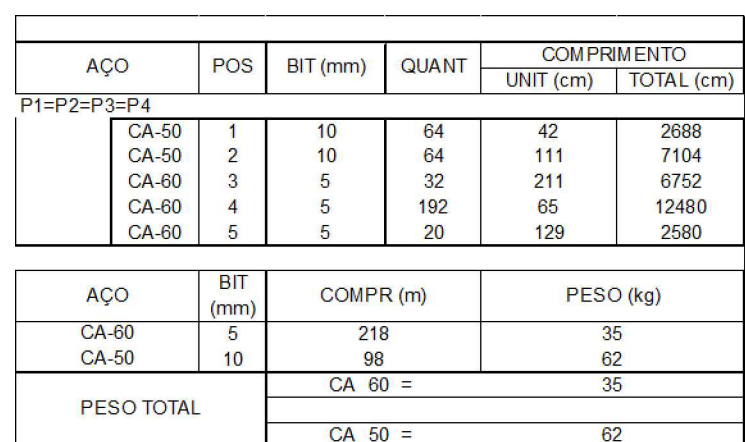 AÇO POS BIT (mm) QUANT COMPRIMENTO
UNIT (cm) TOTAL (cm)
P1=P2=P3=P4
CA-50 1 10 64 42 2688
CA-50 2 10 64 111 7104
CA-60 3 5 32 211 6752
CA-60 4 5 192 65 12480
CA-60 5 5 20 129 2580
AÇO BIT (mm) COMPR (m) PESO (kg)
CA-60 5 218 35
CA-50 10 98 62
PESO TOTAL CA 60 = 35
CA 50 = 62